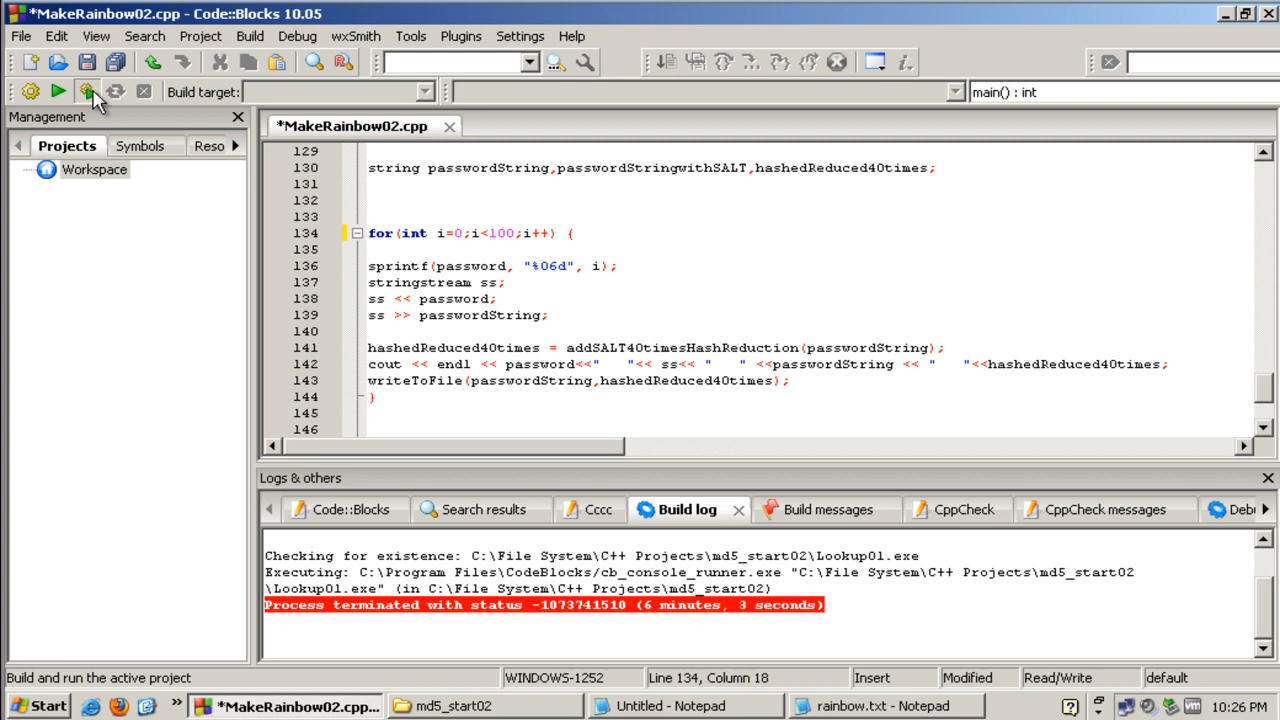 *MakeRainbow02.cpp - Code::Blocks 10.05
File Edit View Search Project Build Debug wxSmith Tools Plugins Settings Help
Build target:
main() : int
Management
*MakeRainbow02.cpp
Projects Symbols Reso
Workspace
129
130 string passwordString,passwordStringwithSALT,hashedReduced40times;
131
132
133
134 for(int i=0;i<100;i++) {
135
136 sprintf(password, "%06d", i);
137 stringstream ss;
138 ss << password;
139 ss >> passwordString;
140
141 hashedReduced40times = addSALT40timesHashReduction(passwordString);
142 cout << endl << password<<"   "<< ss<< "   " <<passwordString << "   "<<hashedReduced40times;
143 writeToFile(passwordString,hashedReduced40times);
144 }
145
146
Logs & others
Code::Blocks Search results Cccc Build log Build messages CppCheck CppCheck messages Debu
Checking for existence: C:\File System\C++ Projects\md5_start02\Lookup01.exe
Executing: C:\Program Files\CodeBlocks/cb_console_runner.exe "C:\File System\C++ Projects\md5_start02
\Lookup01.exe" (in C:\File System\C++ Projects\md5_start02)
Process terminated with status -1073741510 (6 minutes, 3 seconds)
Build and run the active project WINDOWS-1252 Line 134, Column 18 Insert Modified Read/Write default
Start » *MakeRainbow02.cpp... md5_start02 Untitled - Notepad rainbow.txt - Notepad 10:26 PM